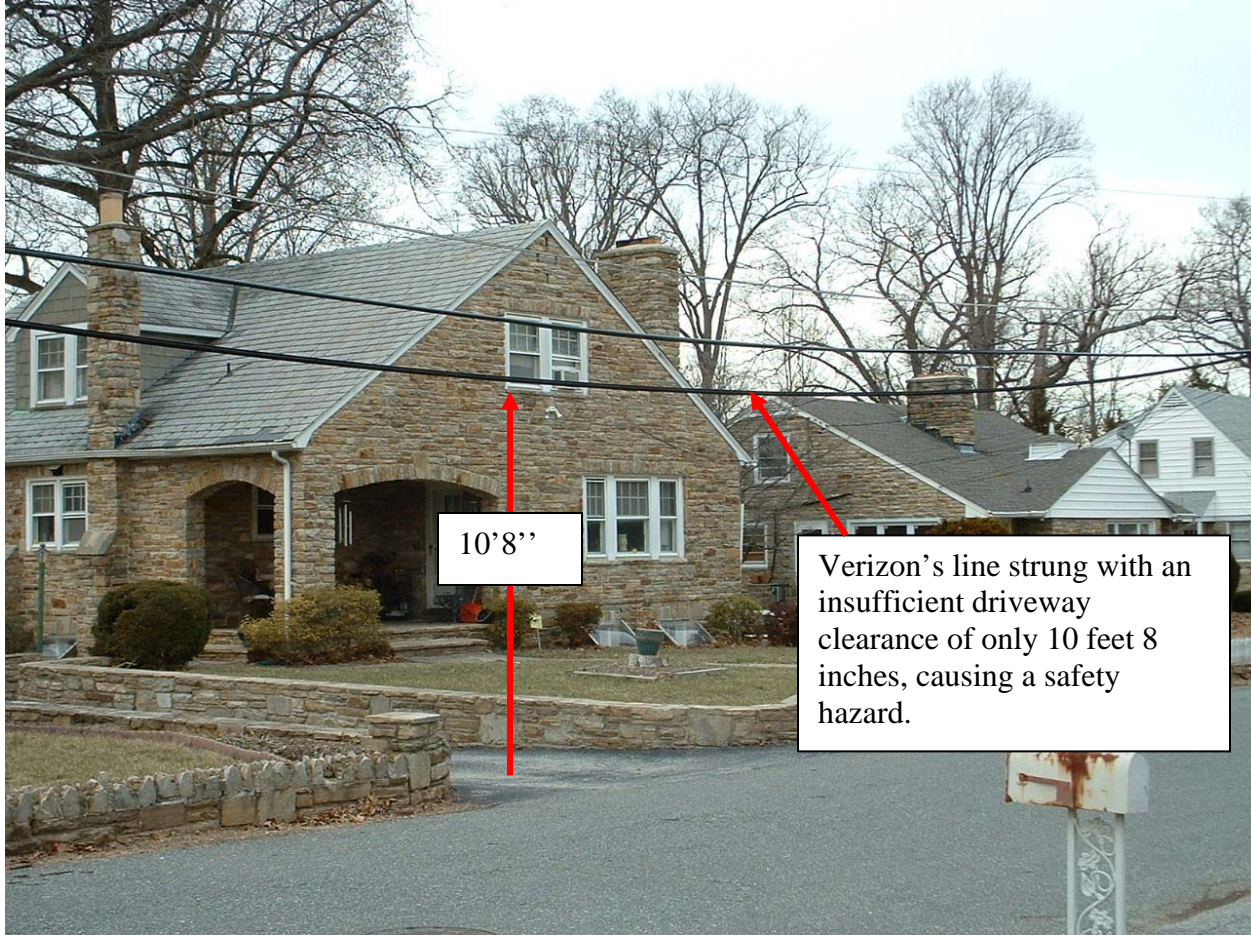 10’8’’
Verizon’s line strung with an
insufficient driveway
clearance of only 10 feet 8
inches, causing a safety
hazard.